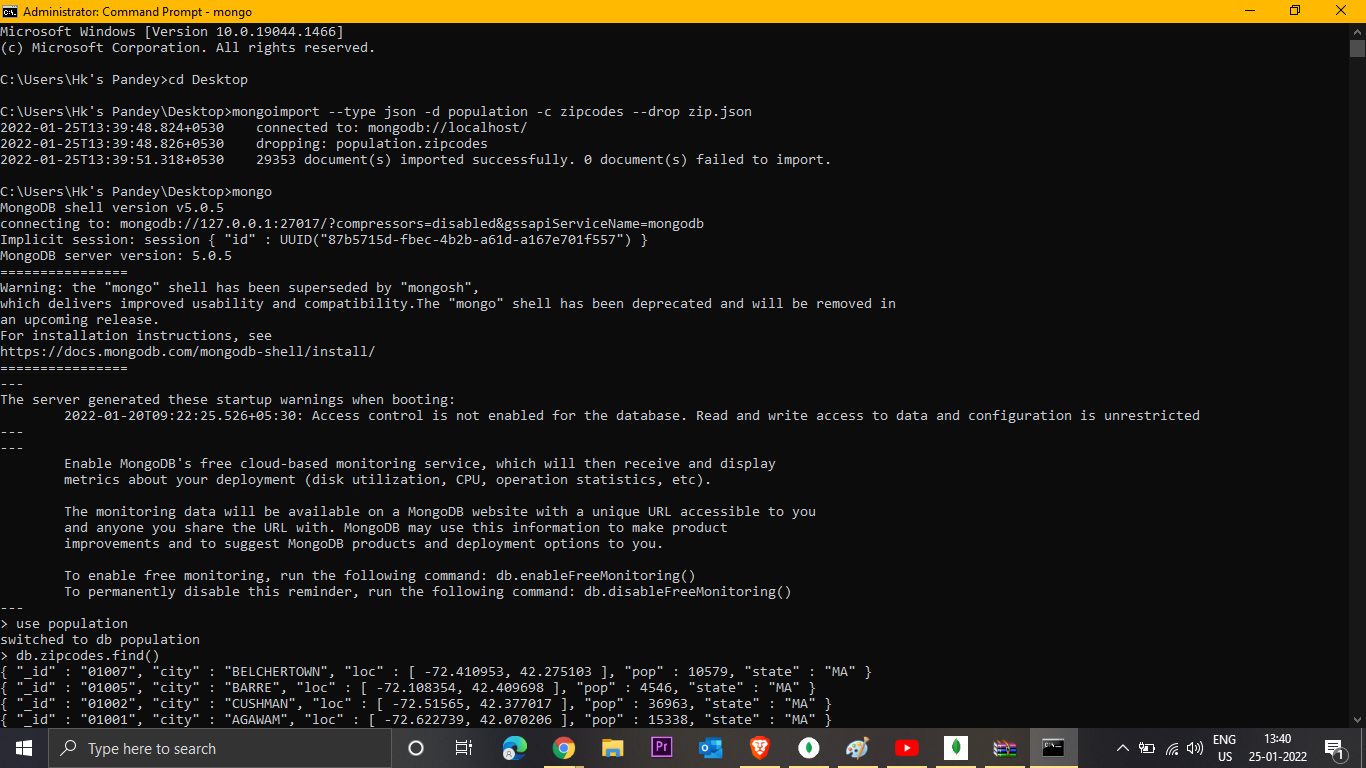 Administrator: Command Prompt - mongo
Microsoft Windows [Version 10.0.19044.1466]
(c) Microsoft Corporation. All rights reserved.
C:\Users\Hk's Pandey>cd Desktop
C:\Users\Hk's Pandey\Desktop>mongoimport --type json -d population -c zipcodes --drop zip.json
2022-01-25T13:39:48.824+0530    connected to: mongodb://localhost/
2022-01-25T13:39:48.826+0530    dropping: population.zipcodes
2022-01-25T13:39:51.318+0530    29353 document(s) imported successfully. 0 document(s) failed to import.
C:\Users\Hk's Pandey\Desktop>mongo
MongoDB shell version v5.0.5
connecting to: mongodb://127.0.0.1:27017/?compressors=disabled&gssapiServiceName=mongodb
Implicit session: session { "id" : UUID("87b5715d-fbec-4b2b-a61d-a167e701f557") }
MongoDB server version: 5.0.5
================
Warning: the "mongo" shell has been superseded by "mongosh",
which delivers improved usability and compatibility.The "mongo" shell has been deprecated and will be removed in
an upcoming release.
For installation instructions, see
https://docs.mongodb.com/mongodb-shell/install/
================
---
The server generated these startup warnings when booting:
        2022-01-20T09:22:25.526+05:30: Access control is not enabled for the database. Read and write access to data and configuration is unrestricted
---
---
        Enable MongoDB's free cloud-based monitoring service, which will then receive and display
        metrics about your deployment (disk utilization, CPU, operation statistics, etc).
        The monitoring data will be available on a MongoDB website with a unique URL accessible to you
        and anyone you share the URL with. MongoDB may use this information to make product
        improvements and to suggest MongoDB products and deployment options to you.
        To enable free monitoring, run the following command: db.enableFreeMonitoring()
        To permanently disable this reminder, run the following command: db.disableFreeMonitoring()
---
> use population
switched to db population
> db.zipcodes.find()
{ "_id" : "01007", "city" : "BELCHERTOWN", "loc" : [ -72.410953, 42.275103 ], "pop" : 10579, "state" : "MA" }
{ "_id" : "01005", "city" : "BARRE", "loc" : [ -72.108354, 42.409698 ], "pop" : 4546, "state" : "MA" }
{ "_id" : "01002", "city" : "CUSHMAN", "loc" : [ -72.51565, 42.377017 ], "pop" : 36963, "state" : "MA" }
{ "_id" : "01001", "city" : "AGAWAM", "loc" : [ -72.622739, 42.070206 ], "pop" : 15338, "state" : "MA" }
Type here to search
Pr
ENG
US
13:40
25-01-2022
1